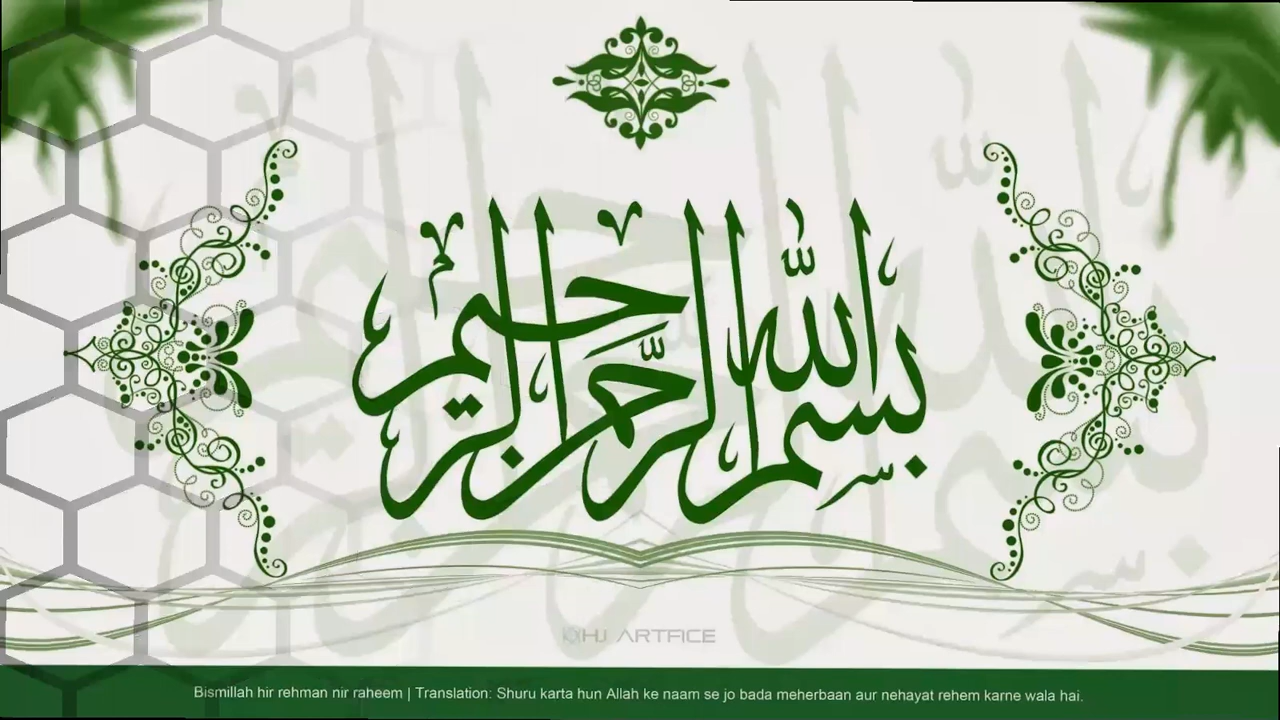 بسم الله الرحمن الرحيم
HJ ARTFICE
Bismillah hir rehman nir raheem | Translation: Shuru karta hun Allah ke naam se jo bada meherbaan aur nehayat rehem karne wala hai.